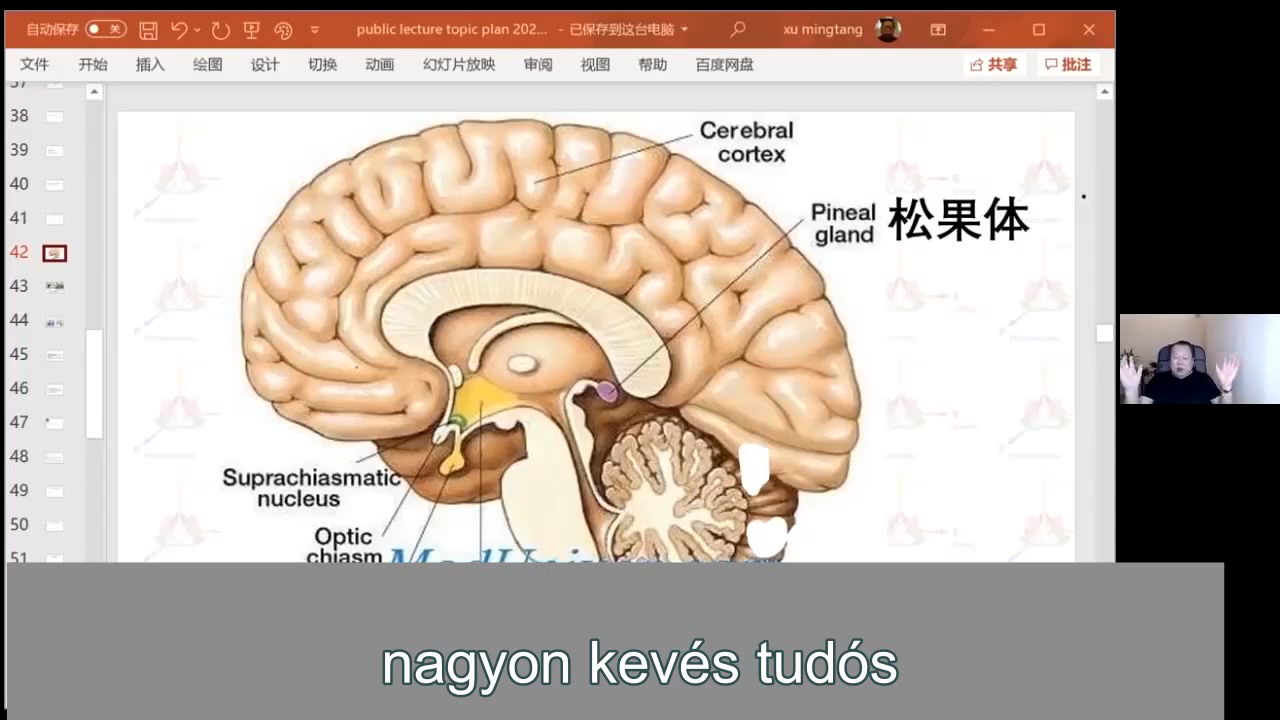 自动保存 关 public lecture topic plan 202... - 已保存到这台电脑 xu mingtang
文件 开始 插入 绘图 设计 切换 动画 幻灯片放映 审阅 视图 帮助 百度网盘 共享 批注
37
38
39
40
41
42
43
44
45
46
47
48
49
50
51
Cerebral
cortex
Pineal
gland
松果体
Suprachiasmatic
nucleus
Optic
chiasm
nagyon kevés tudós